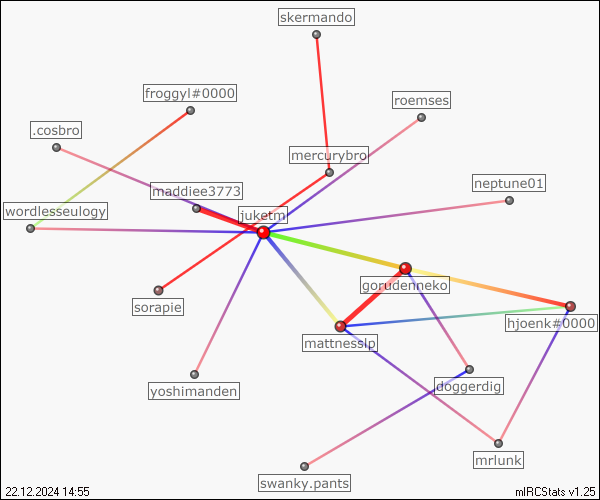 skermando
froggyl#0000
roemses
.cosbro
mercurybro
maddiee3773
neptune01
wordlesseulogy
juketm
gorudenneko
sorapie
hjoenk#0000
mattnesslp
doggerdig
yoshimanden
mrlunk
swanky.pants
22.12.2024 14:55
mIRCStats v1.25